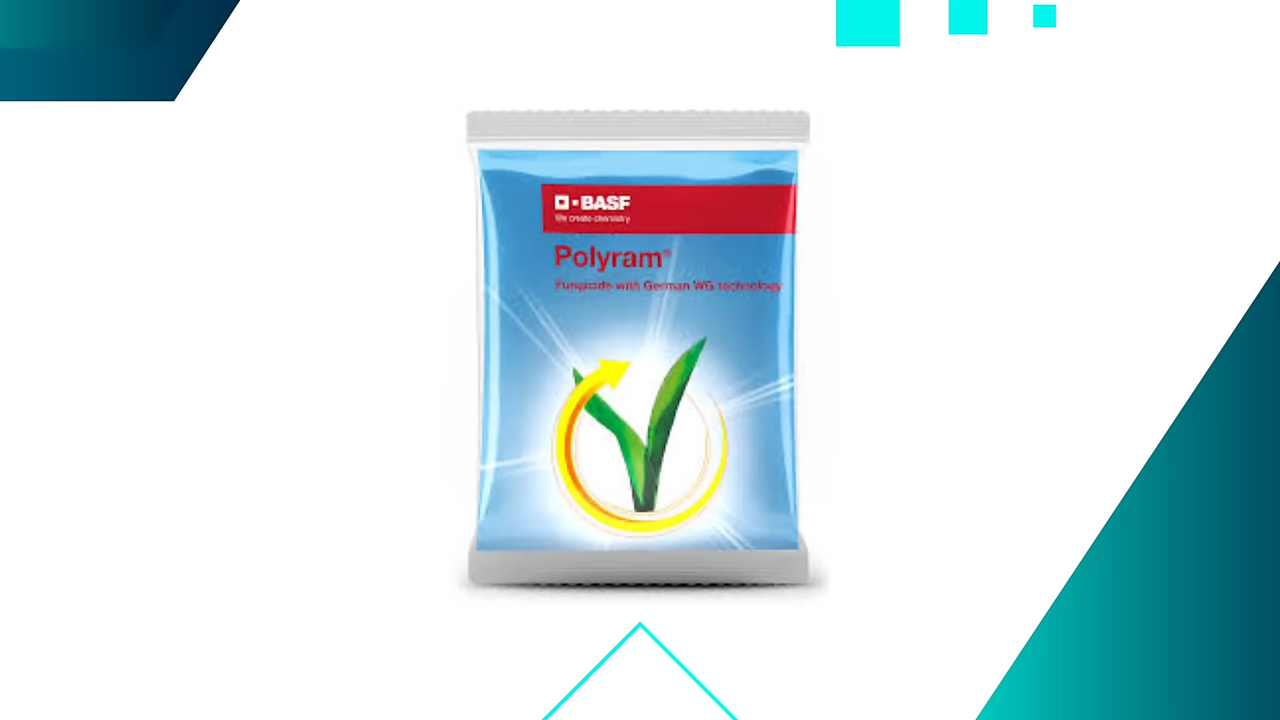 BASF
We create chemistry
Polyram®
Fungicide with German WG technology